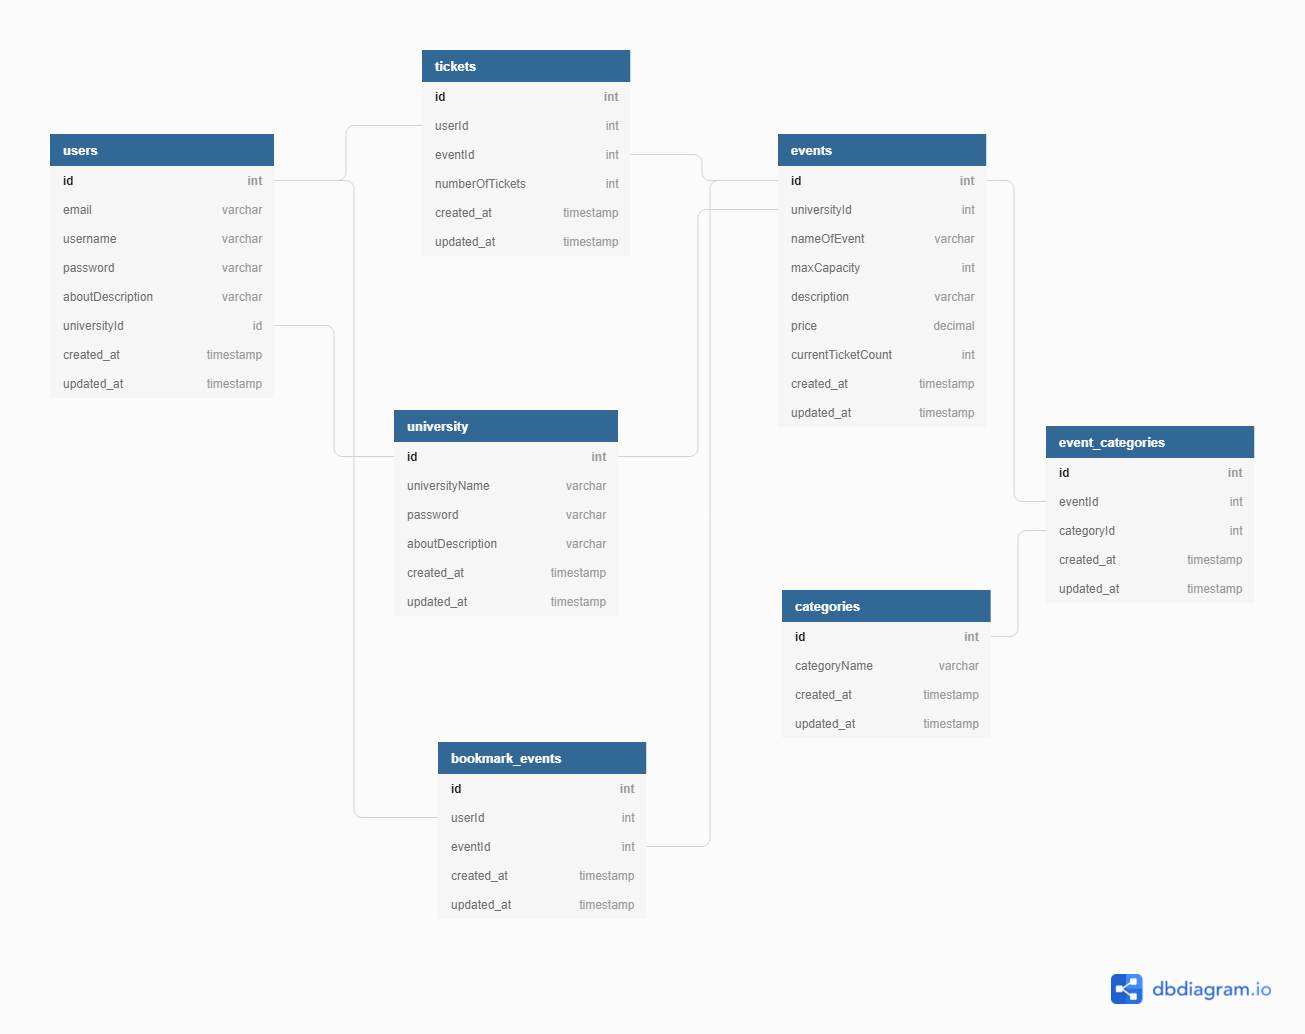 tickets
id int
userId int
eventId int
numberOfTickets int
created_at timestamp
updated_at timestamp
users
id int
email varchar
username varchar
password varchar
aboutDescription varchar
universityId id
created_at timestamp
updated_at timestamp
events
id int
universityId int
nameOfEvent varchar
maxCapacity int
description varchar
price decimal
currentTicketCount int
created_at timestamp
updated_at timestamp
university
id int
universityName varchar
password varchar
aboutDescription varchar
created_at timestamp
updated_at timestamp
event_categories
id int
eventId int
categoryId int
created_at timestamp
updated_at timestamp
categories
id int
categoryName varchar
created_at timestamp
updated_at timestamp
bookmark_events
id int
userId int
eventId int
created_at timestamp
updated_at timestamp
dbdiagram.io